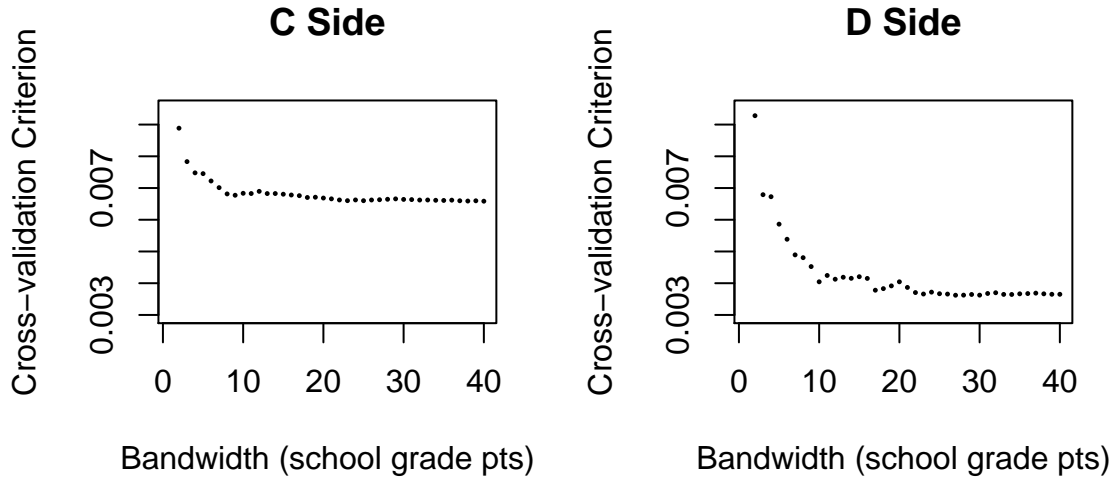 C Side
Cross−validation Criterion
0.007
0.003
0 10 20 30 40
Bandwidth (school grade pts)
D Side
Cross−validation Criterion
0.007
0.003
0 10 20 30 40
Bandwidth (school grade pts)